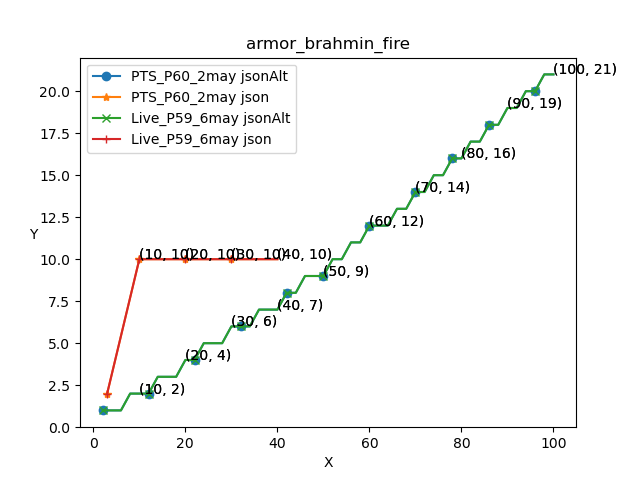 armor_brahmin_fire
PTS_P60_2may jsonAlt
PTS_P60_2may json
Live_P59_6may jsonAlt
Live_P59_6may json
(100, 21)
(90, 19)
(80, 16)
(70, 14)
(60, 12)
(50, 9)
(10, 10)
(20, 10)
(30, 10)
(40, 10)
(40, 7)
(30, 6)
(20, 4)
(10, 2)
20.0
17.5
15.0
12.5
10.0
7.5
5.0
2.5
0.0
Y
0 20 40 60 80 100
X